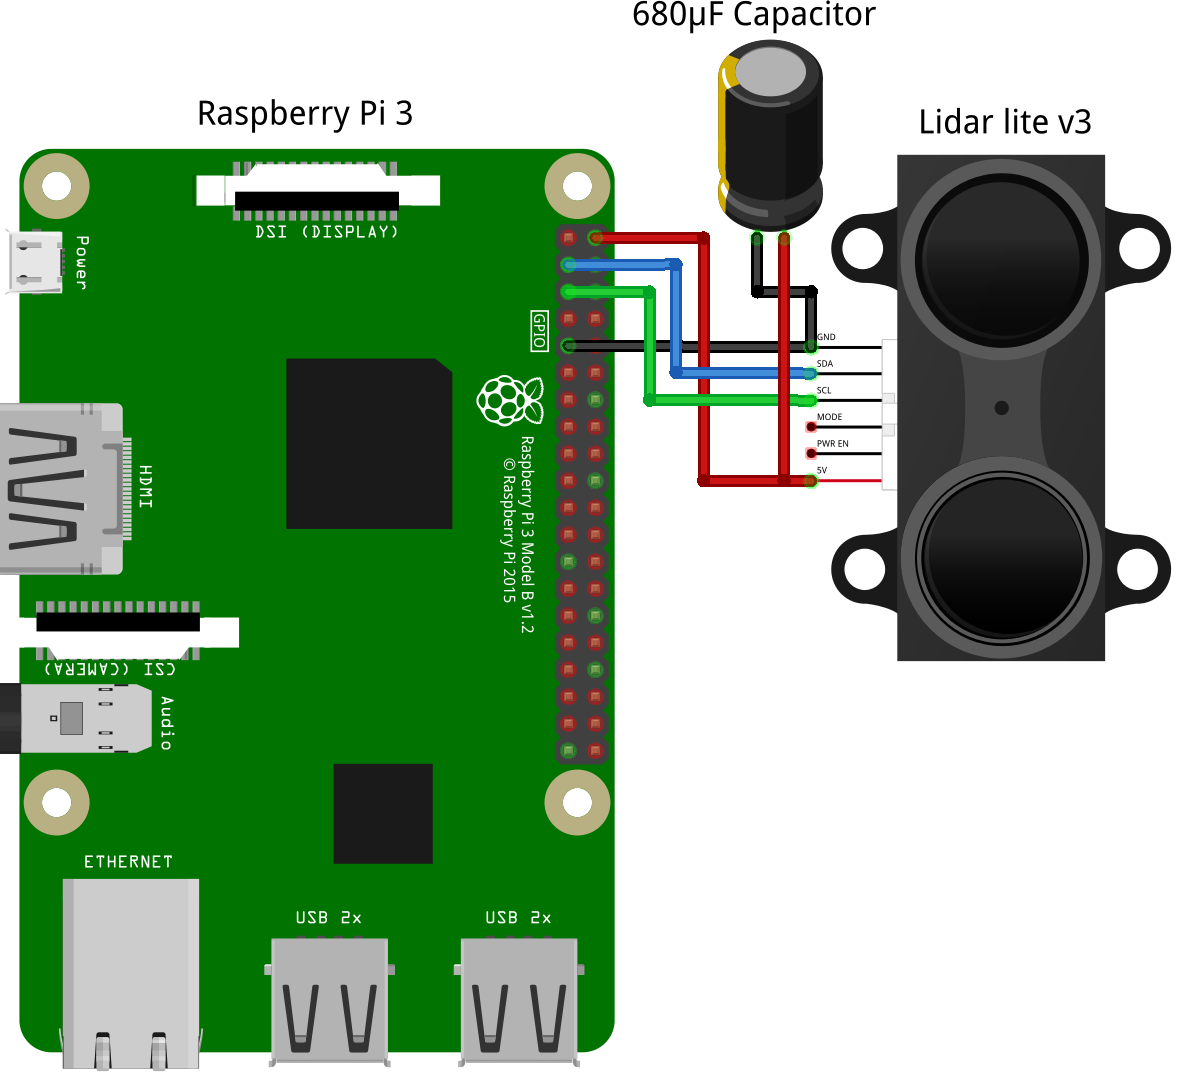 680µF Capacitor
Raspberry Pi 3
Lidar lite v3
DSI (DISPLAY)
Power
GPIO
GND
SDA
SCL
MODE
PWR EN
5V
Raspberry Pi 3 Model B v1.2
© Raspberry Pi 2015
HDMI
CSI (CAMERA)
Audio
ETHERNET
USB 2x
USB 2x